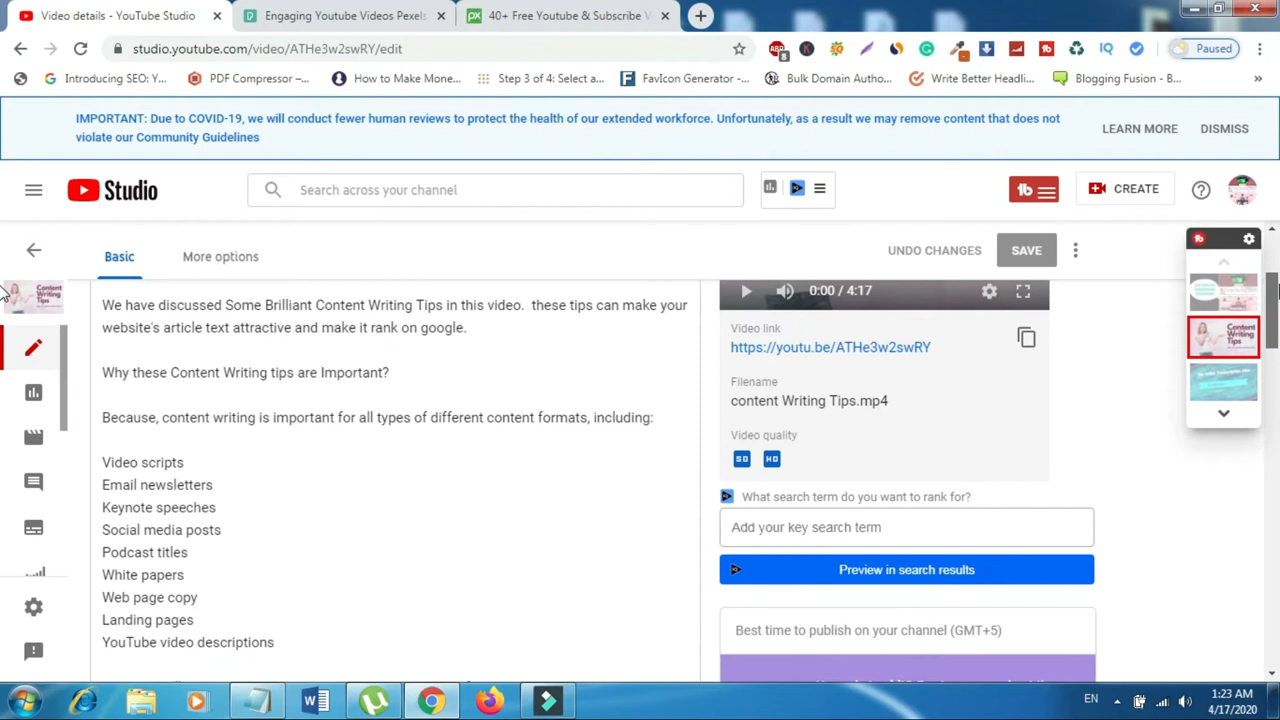 Video details - YouTube Studio
Engaging Youtube Videos Pexels
40+ Free Youtube & Subscribe V
studio.youtube.com/video/ATHe3w2swRY/edit
Paused
Introducing SEO: Y...
PDF Compressor –...
How to Make Mone...
Step 3 of 4: Select a...
FavIcon Generator -...
Bulk Domain Autho...
Write Better Headli...
Blogging Fusion - B...
IMPORTANT: Due to COVID-19, we will conduct fewer human reviews to protect the health of our extended workforce. Unfortunately, as a result we may remove content that does not
violate our Community Guidelines
LEARN MORE
DISMISS
Studio
Search across your channel
CREATE
Basic
More options
UNDO CHANGES
SAVE
Content
Writing
Tips
We have discussed Some Brilliant Content Writing Tips in this video.  these tips can make your
website's article text attractive and make it rank on google.
Why these Content Writing tips are Important?
Because, content writing is important for all types of different content formats, including:
Video scripts
Email newsletters
Keynote speeches
Social media posts
Podcast titles
White papers
Web page copy
Landing pages
YouTube video descriptions
0:00 / 4:17
Video link
https://youtu.be/ATHe3w2swRY
Filename
content Writing Tips.mp4
Video quality
SD
HD
What search term do you want to rank for?
Add your key search term
Preview in search results
Best time to publish on your channel (GMT+5)
Content
Writing
Tips
EN
1:23 AM
4/17/2020